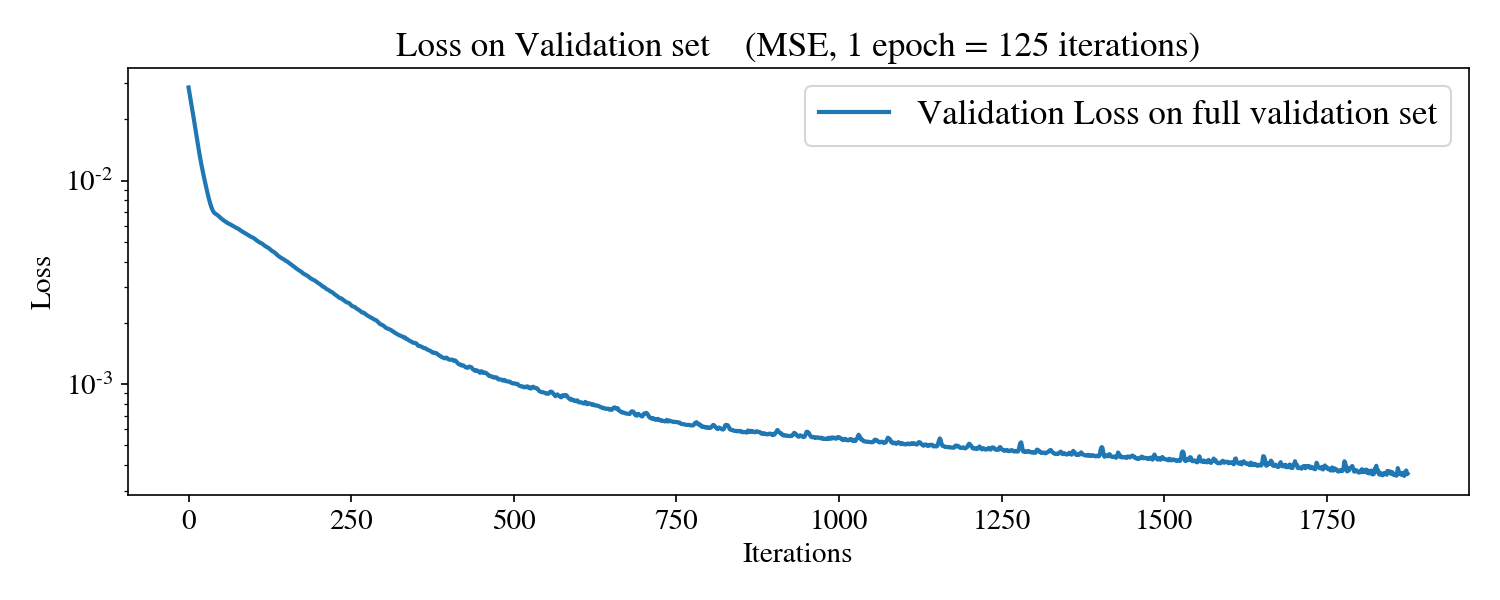 Loss on Validation set (MSE, 1 epoch = 125 iterations)
Validation Loss on full validation set
10⁻²
10⁻³
Loss
0 250 500 750 1000 1250 1500 1750
Iterations